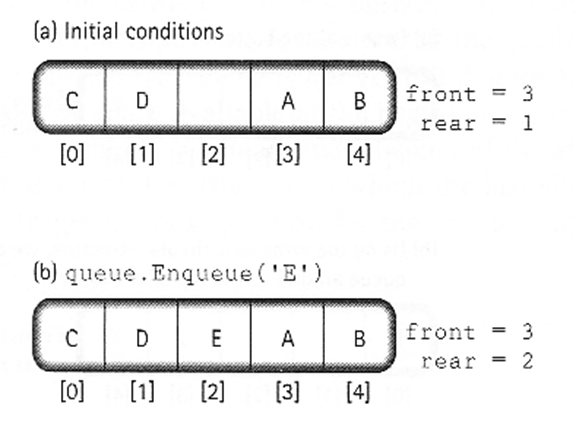 (a) Initial conditions
C D A B front = 3
rear = 1
[0] [1] [2] [3] [4]
(b) queue.Enqueue('E')
C D E A B front = 3
rear = 2
[0] [1] [2] [3] [4]